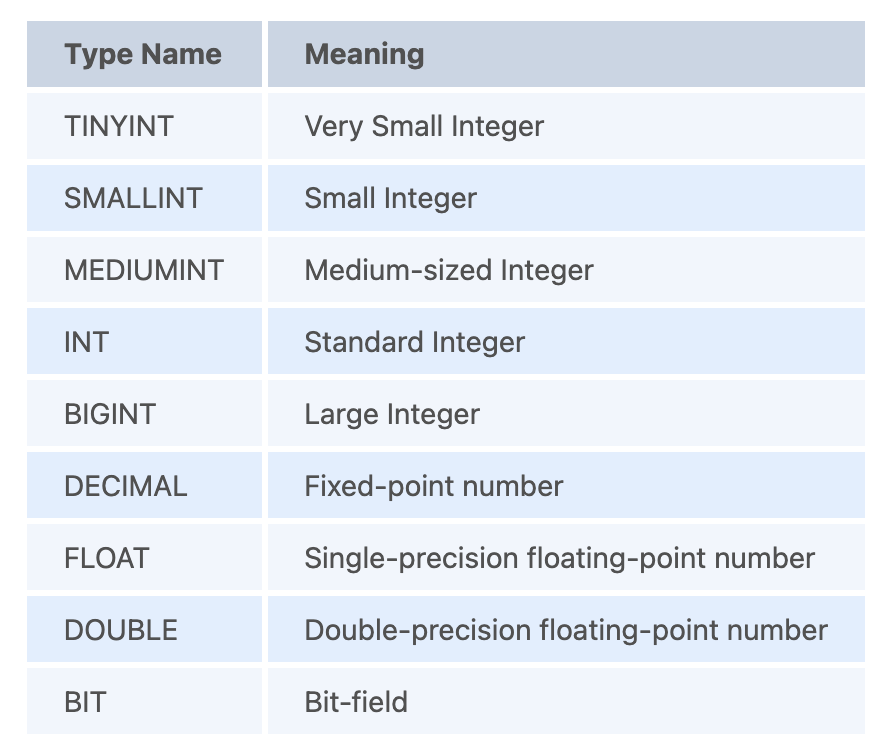 Type Name Meaning
TINYINT Very Small Integer
SMALLINT Small Integer
MEDIUMINT Medium-sized Integer
INT Standard Integer
BIGINT Large Integer
DECIMAL Fixed-point number
FLOAT Single-precision floating-point number
DOUBLE Double-precision floating-point number
BIT Bit-field